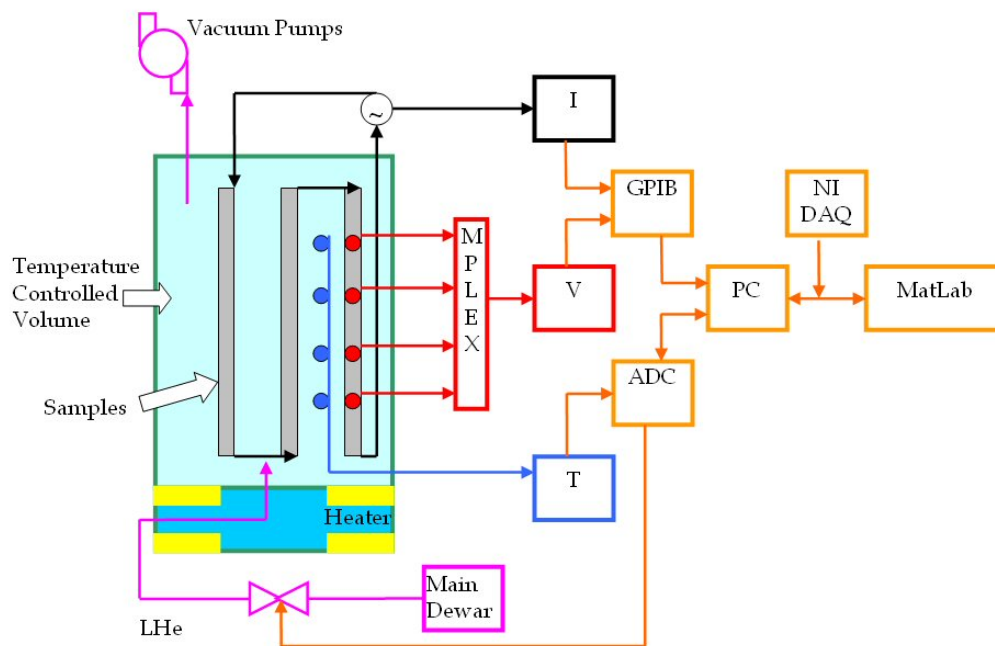 Vacuum Pumps
~
I
GPIB
NI
DAQ
M
P
L
E
X
V
PC
MatLab
Temperature
Controlled
Volume
Samples
ADC
T
Heater
Main
Dewar
LHe